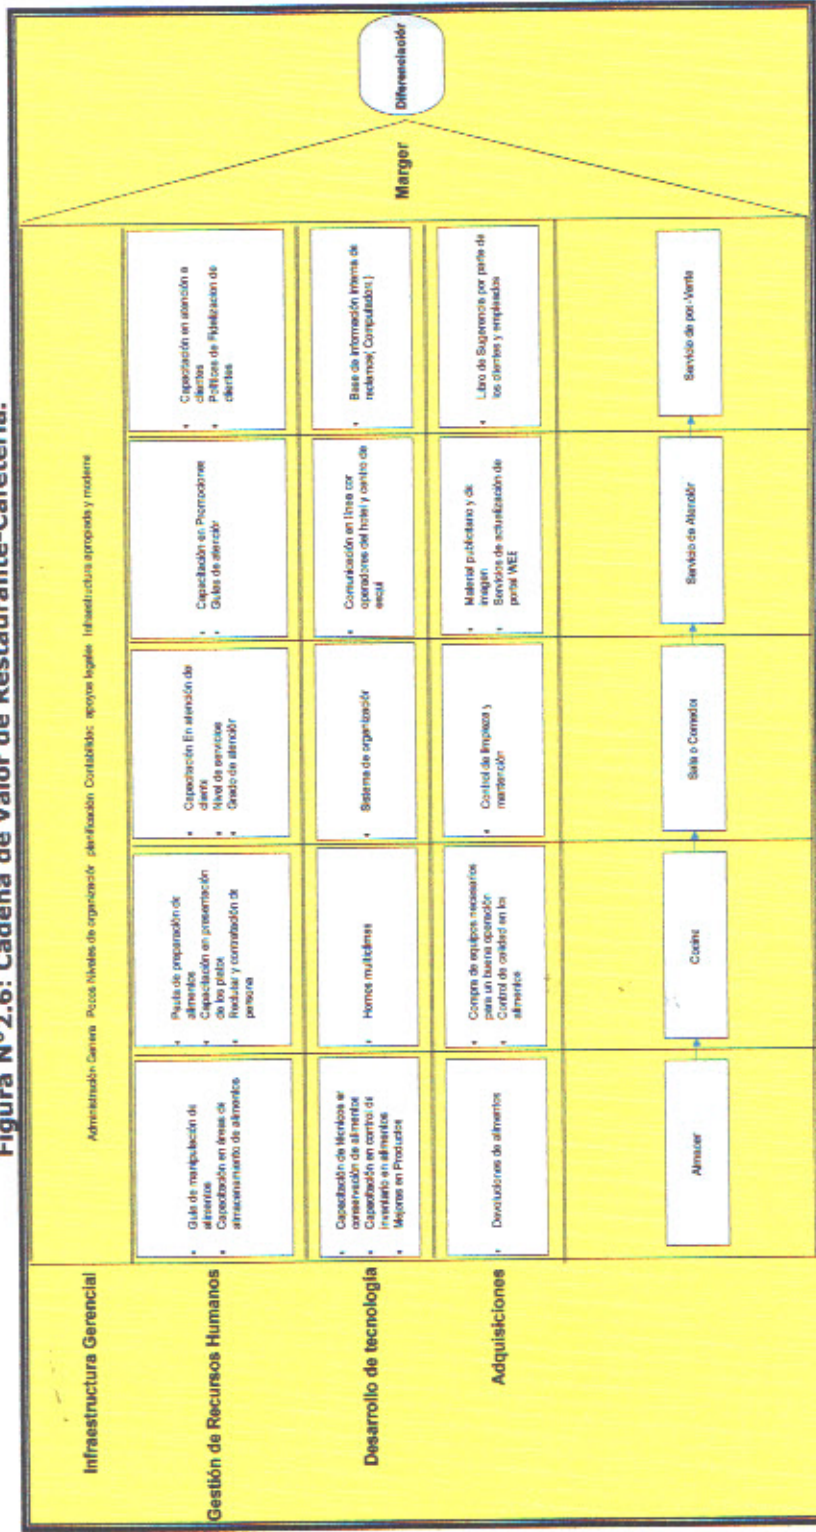 Figura N°2.6: Cadena de Valor de Restaurante-Cafetería.
Infraestructura Gerencial
Administración General Pocos Niveles de organización planificación Contabilidad apoyos legales Infraestructura apropiada y moderna
Gestión de Recursos Humanos
Guía de manipulación de
alimentos
Capacitación en áreas de
almacenamiento de alimentos
Pauta de preparación de
alimentos
Capacitación en presentación
de los platos
Reclutar y contratación de
persona
Capacitación En atención de
cliente
Nivel de servicios
Grado de atención
Capacitación en Promociones
Guías de atención
Capacitación en atención a
clientes
Políticas de Fidelización de
clientes
Desarrollo de tecnología
Capacitación de técnicos en
conservación de alimentos
Capacitación en control de
inventario en alimentos
Mejores en Productos
Hornos multiclimas
Sistema de organización
Comunicación en línea con
operadores del hotel y centro de
esquí
Base de información interna de
reclamos( Computadora )
Adquisiciones
Devoluciones de alimentos
Compra de equipos necesarios
para un buena operación
Control de calidad en los
alimentos
Control de limpieza y
mantención
Material publicitario y de
imagen
Servicios de actualización de
portal WEB
Libro de Sugerencia por parte de
los clientes y empleados
Almacen
Cocina
Sala o Comedor
Servicio de Atención
Servicio de pos-Venta
Margen
Diferenciación